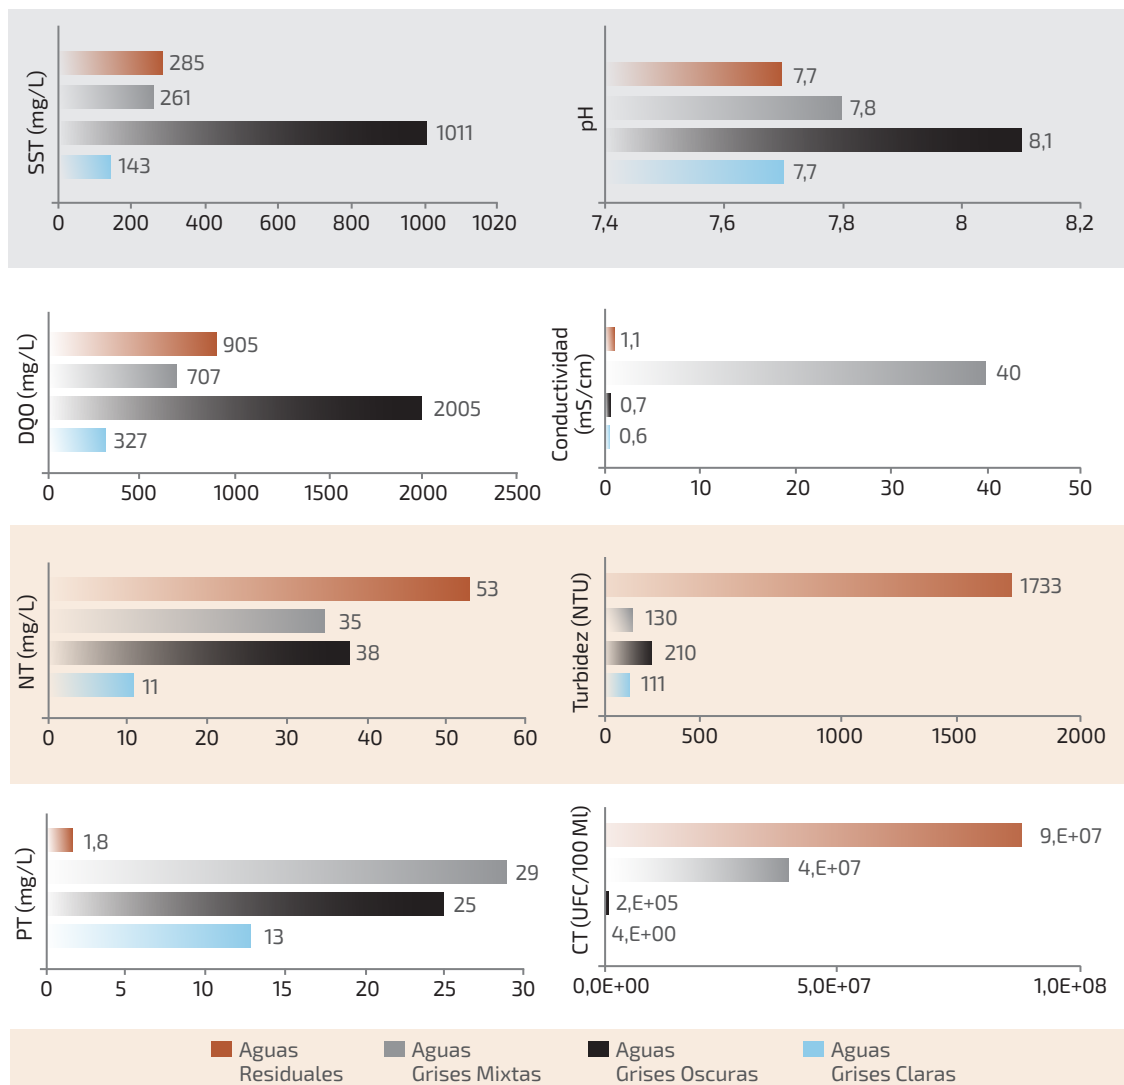 SST (mg/L)
285
261
1011
143
0 200 400 600 800 1000 1020
pH
7,7
7,8
8,1
7,7
7,4 7,6 7,8 8 8,2
DQO (mg/L)
905
707
2005
327
0 500 1000 1500 2000 2500
Conductividad
(mS/cm)
1,1
40
0,7
0,6
0 10 20 30 40 50
NT (mg/L)
53
35
38
11
0 10 20 30 40 50 60
Turbidez (NTU)
1733
130
210
111
0 500 1000 1500 2000
PT (mg/L)
1,8
29
25
13
0 5 10 15 20 25 30
CT (UFC/100 Ml)
9,E+07
4,E+07
2,E+05
4,E+00
0,0E+00 5,0E+07 1,0E+08
Aguas
Residuales
Aguas
Grises Mixtas
Aguas
Grises Oscuras
Aguas
Grises Claras